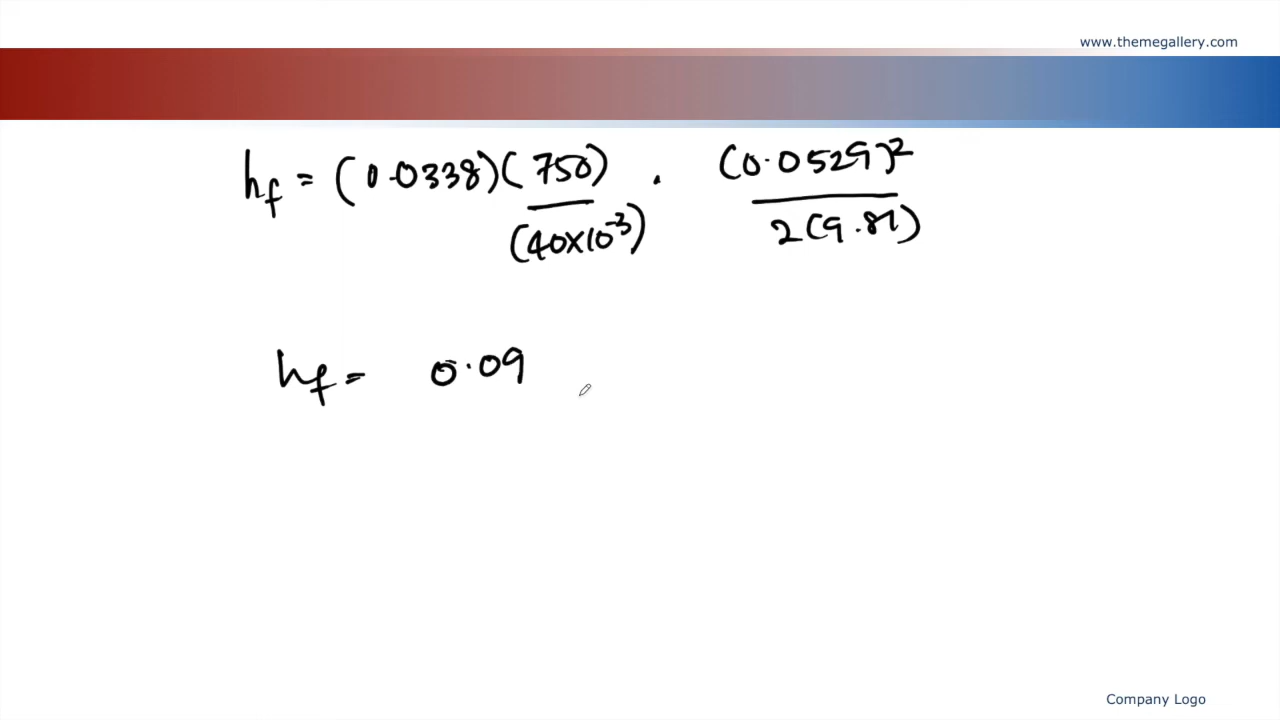 www.themegallery.com
hf = (0.0338)(750)/(40x10⁻³) . (0.0529)²/2(9.81)
hf = 0.09
Company Logo